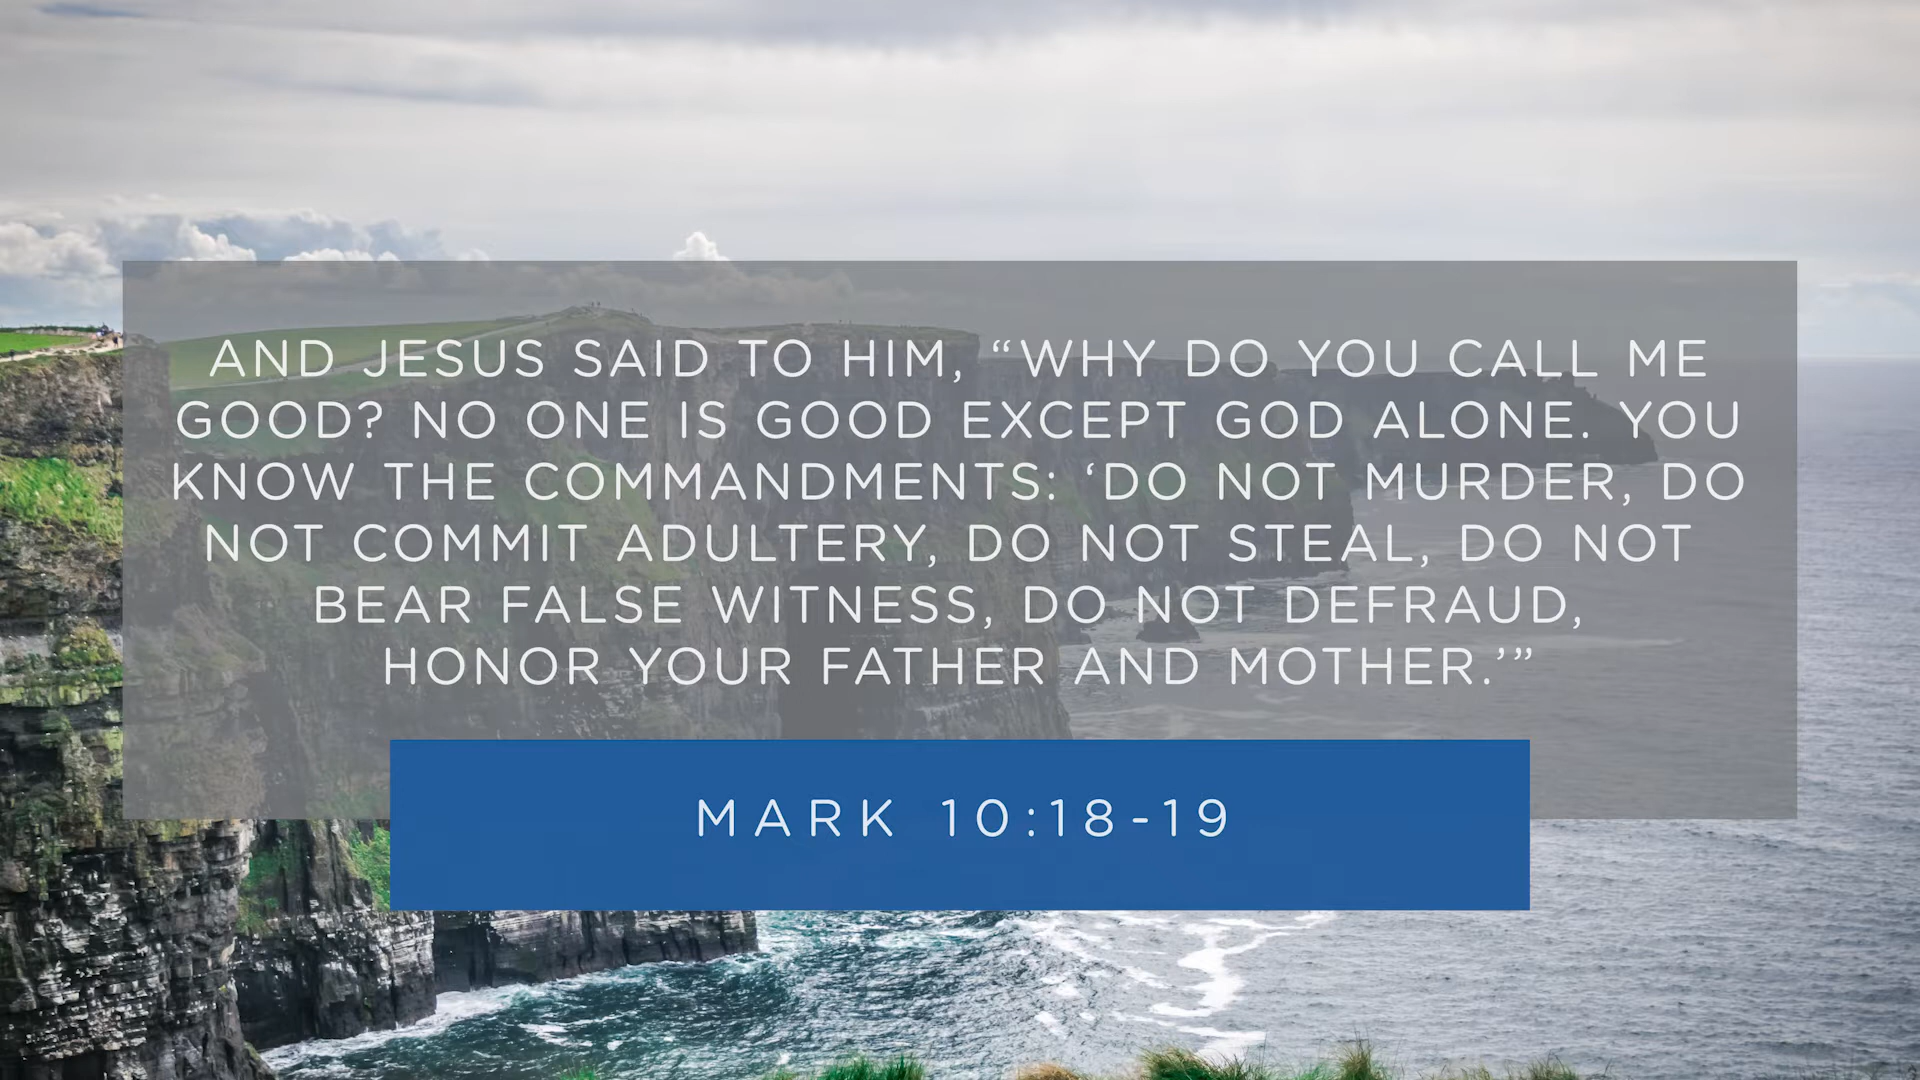 AND JESUS SAID TO HIM, “WHY DO YOU CALL ME
GOOD? NO ONE IS GOOD EXCEPT GOD ALONE. YOU
KNOW THE COMMANDMENTS: ‘DO NOT MURDER, DO
NOT COMMIT ADULTERY, DO NOT STEAL, DO NOT
BEAR FALSE WITNESS, DO NOT DEFRAUD,
HONOR YOUR FATHER AND MOTHER.’”
MARK 10:18-19